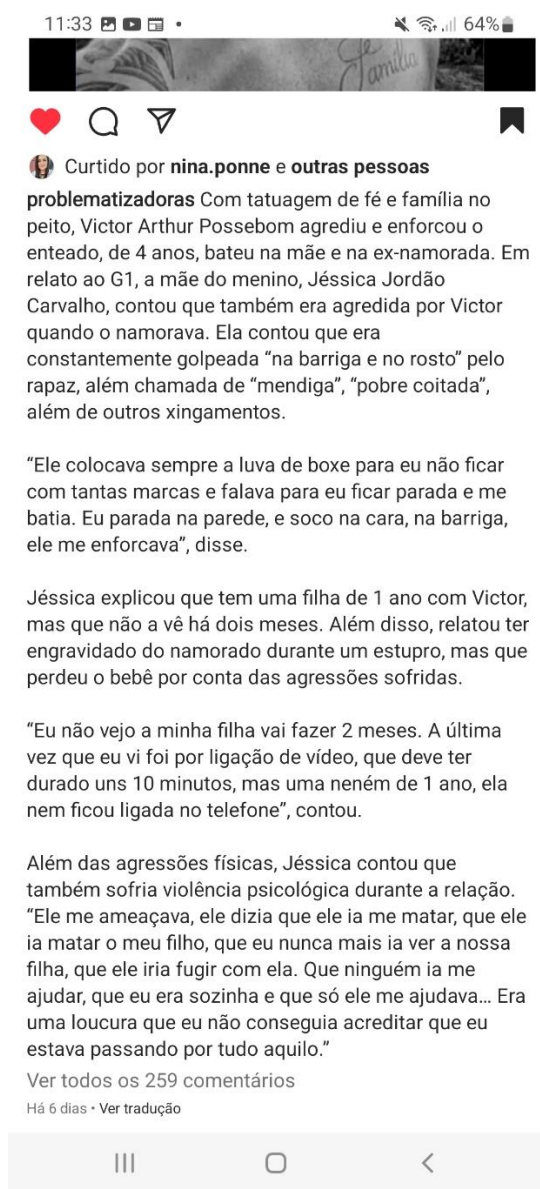 11:33
64%
Fe
família
Curtido por nina.ponne e outras pessoas
problematizadoras Com tatuagem de fé e família no
peito, Victor Arthur Possebom agrediu e enforcou o
enteado, de 4 anos, bateu na mãe e na ex-namorada. Em
relato ao G1, a mãe do menino, Jéssica Jordão
Carvalho, contou que também era agredida por Victor
quando o namorava. Ela contou que era
constantemente golpeada “na barriga e no rosto” pelo
rapaz, além chamada de “mendiga”, “pobre coitada”,
além de outros xingamentos.
“Ele colocava sempre a luva de boxe para eu não ficar
com tantas marcas e falava para eu ficar parada e me
batia. Eu parada na parede, e soco na cara, na barriga,
ele me enforcava”, disse.
Jéssica explicou que tem uma filha de 1 ano com Victor,
mas que não a vê há dois meses. Além disso, relatou ter
engravidado do namorado durante um estupro, mas que
perdeu o bebê por conta das agressões sofridas.
“Eu não vejo a minha filha vai fazer 2 meses. A última
vez que eu vi foi por ligação de vídeo, que deve ter
durado uns 10 minutos, mas uma neném de 1 ano, ela
nem ficou ligada no telefone”, contou.
Além das agressões físicas, Jéssica contou que
também sofria violência psicológica durante a relação.
“Ele me ameaçava, ele dizia que ele ia me matar, que ele
ia matar o meu filho, que eu nunca mais ia ver a nossa
filha, que ele iria fugir com ela. Que ninguém ia me
ajudar, que eu era sozinha e que só ele me ajudava... Era
uma loucura que eu não conseguia acreditar que eu
estava passando por tudo aquilo.”
Ver todos os 259 comentários
Há 6 dias • Ver tradução